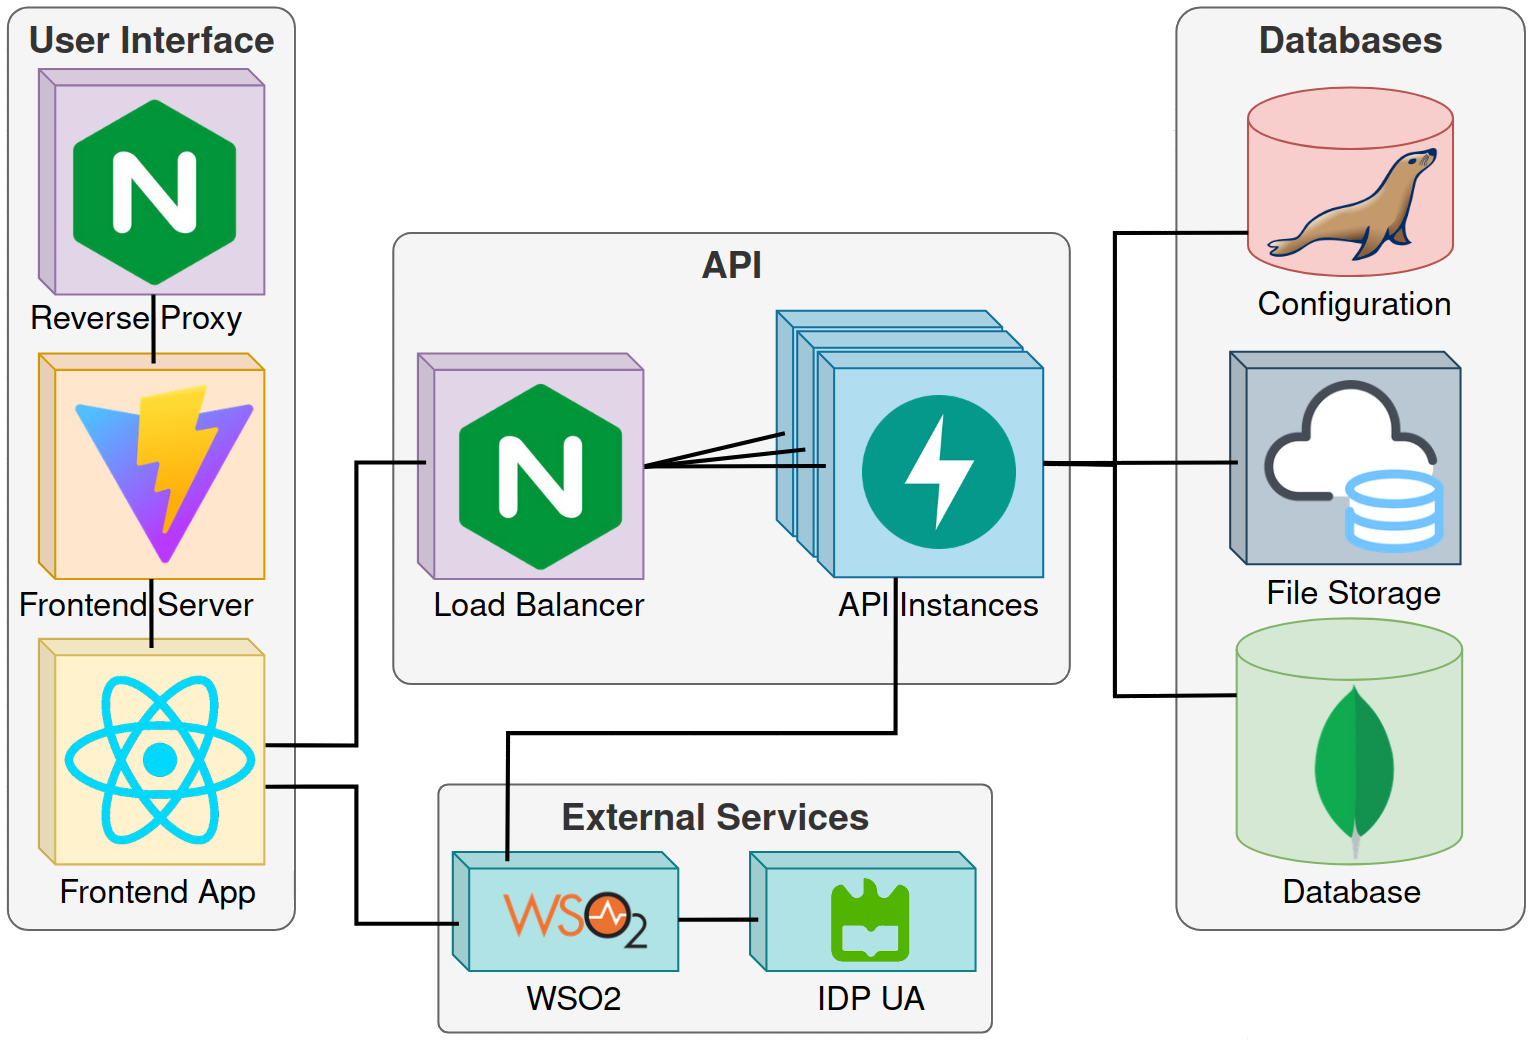 User Interface
N
Reverse Proxy
Frontend Server
Frontend App
API
N
Load Balancer
API Instances
External Services
WSO2
WSO2
IDP UA
Databases
Configuration
File Storage
Database